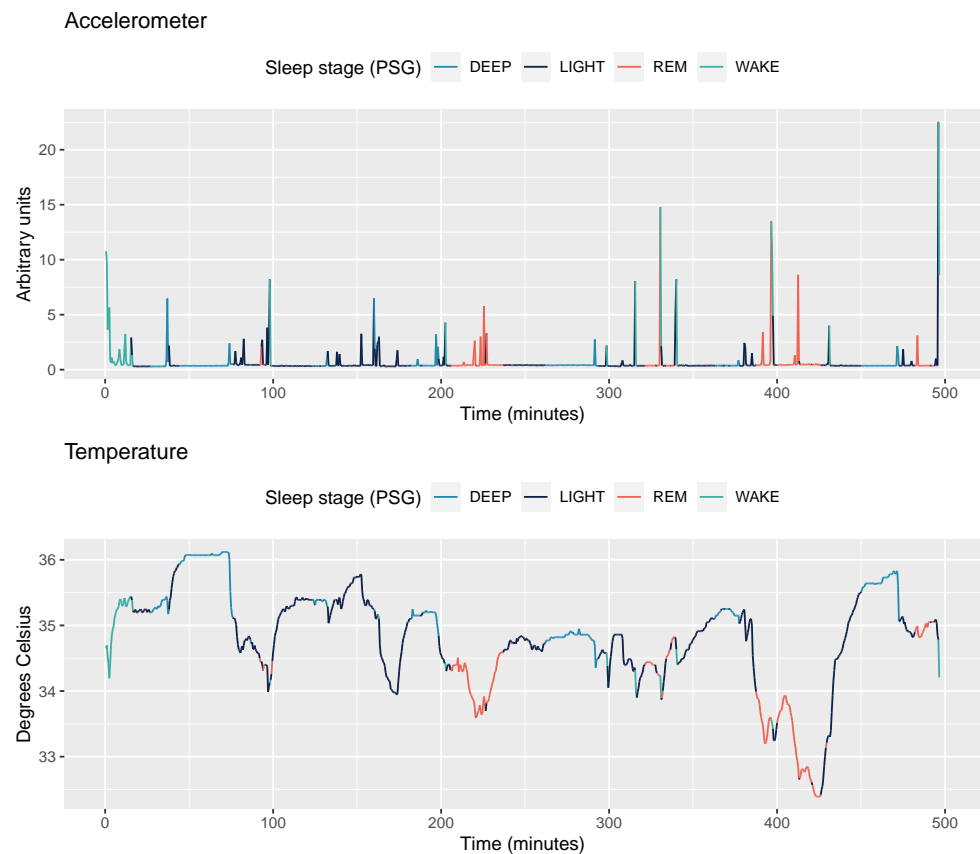 Accelerometer
Sleep stage (PSG) DEEP LIGHT REM WAKE
20
15
10
5
0
Arbitrary units
0 100 200 300 400 500
Time (minutes)
Temperature
Sleep stage (PSG) DEEP LIGHT REM WAKE
36
35
34
33
Degrees Celsius
0 100 200 300 400 500
Time (minutes)